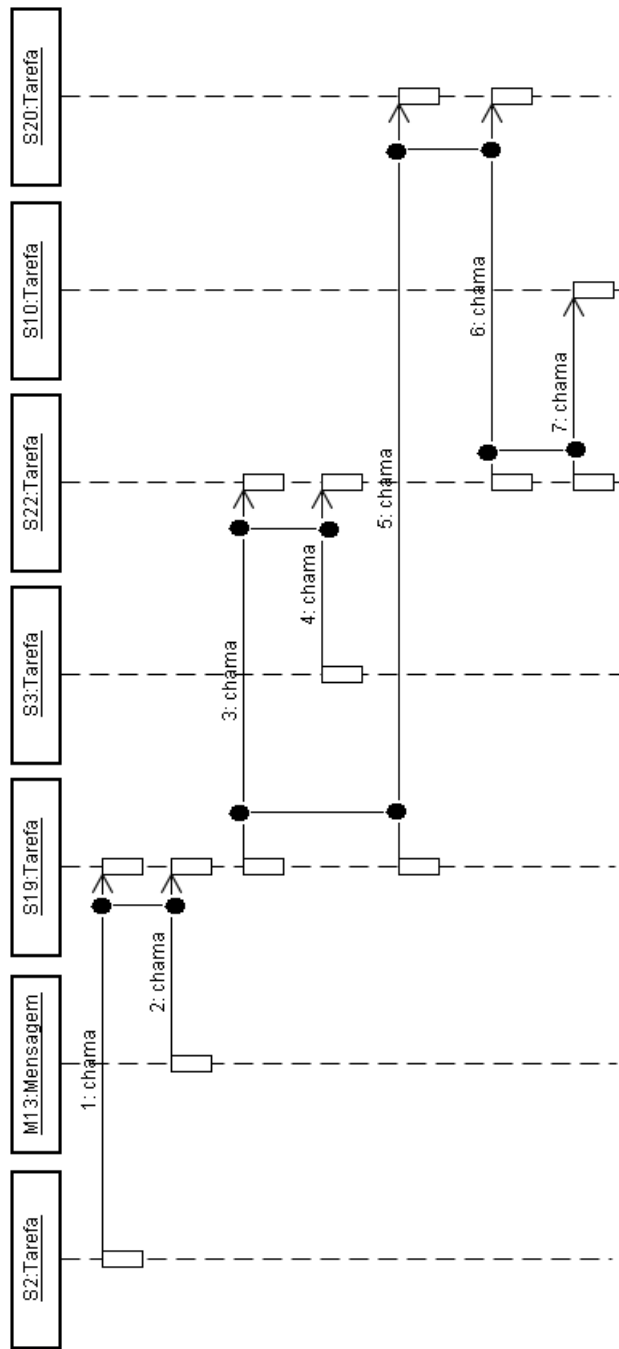 S2:Tarefa
M13:Mensagem
S19:Tarefa
S3:Tarefa
S22:Tarefa
S10:Tarefa
S20:Tarefa
1: chama
2: chama
3: chama
4: chama
5: chama
6: chama
7: chama